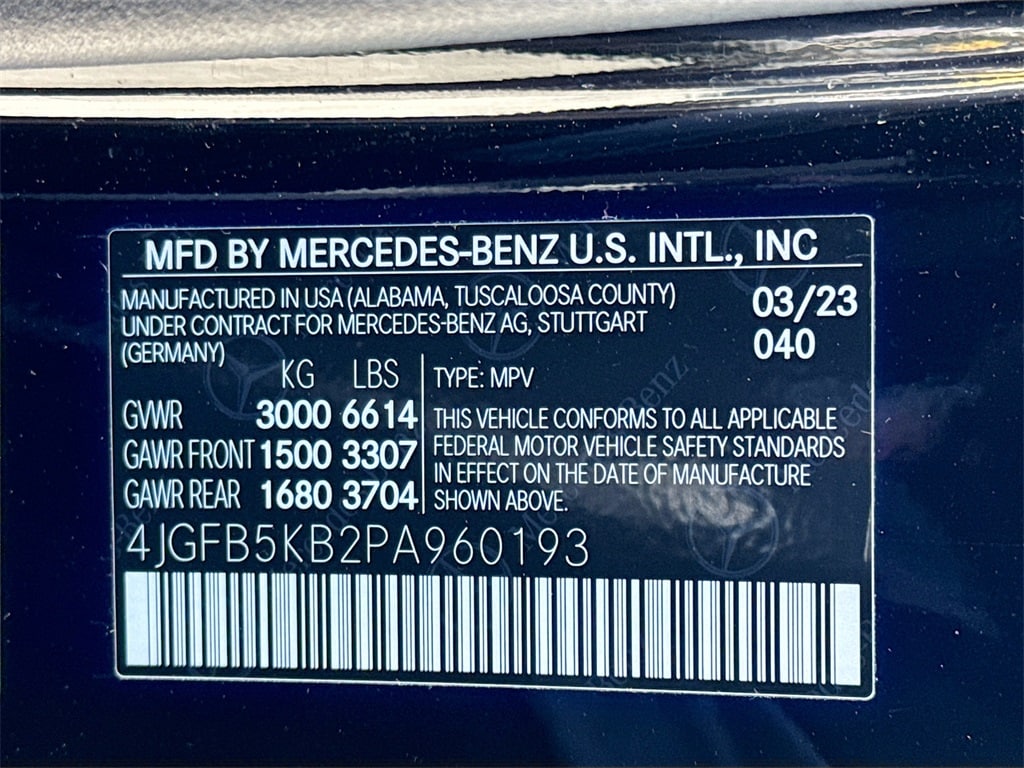 MFD BY MERCEDES-BENZ U.S. INTL., INC
MANUFACTURED IN USA (ALABAMA, TUSCALOOSA COUNTY)
UNDER CONTRACT FOR MERCEDES-BENZ AG, STUTTGART
(GERMANY)
03/23
040
KG LBS
GVWR 3000 6614
GAWR FRONT 1500 3307
GAWR REAR 1680 3704
TYPE: MPV
THIS VEHICLE CONFORMS TO ALL APPLICABLE
FEDERAL MOTOR VEHICLE SAFETY STANDARDS
IN EFFECT ON THE DATE OF MANUFACTURE
SHOWN ABOVE.
4JGFB5KB2PA960193